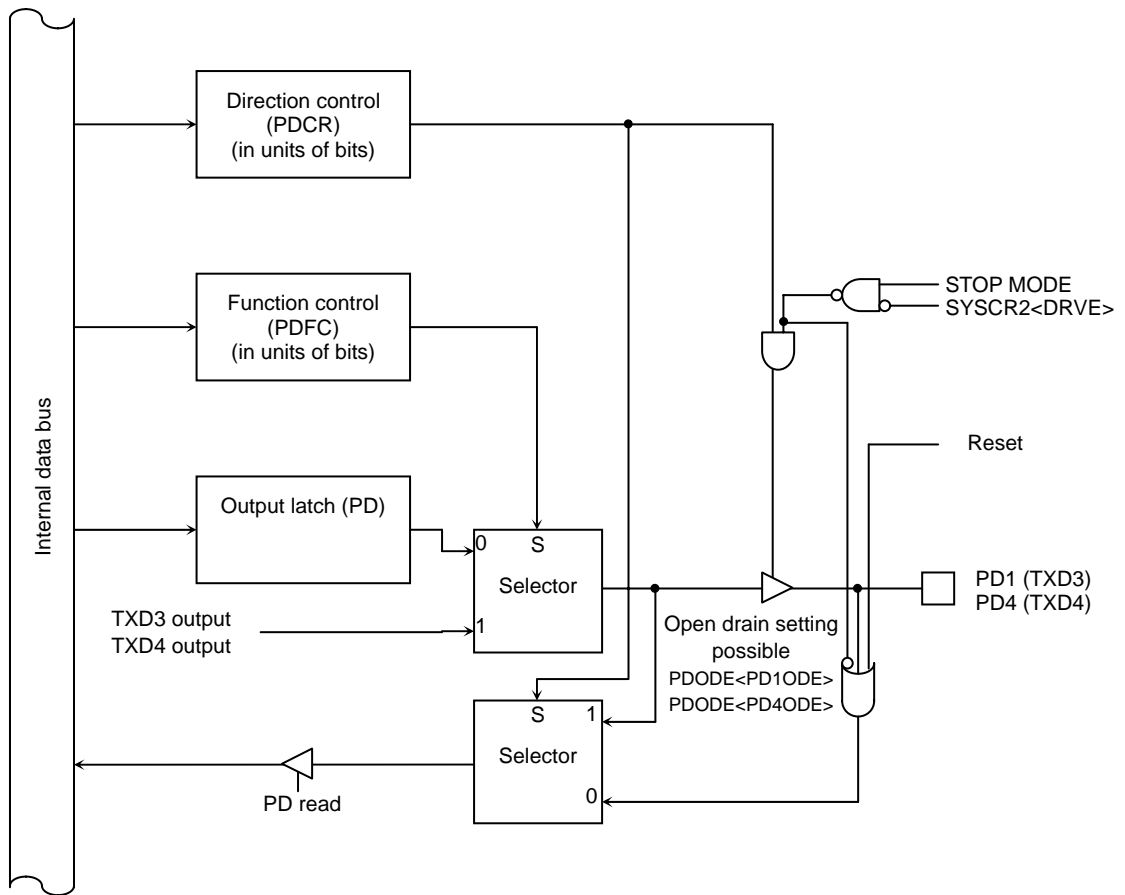 Internal data bus
Direction control
(PDCR)
(in units of bits)
STOP MODE
SYSCR2<DRVE>
Function control
(PDFC)
(in units of bits)
Reset
Output latch (PD)
0
S
Selector
1
PD1 (TXD3)
PD4 (TXD4)
TXD3 output
TXD4 output
Open drain setting
possible
PDODE<PD1ODE>
PDODE<PD4ODE>
S
1
Selector
0
PD read